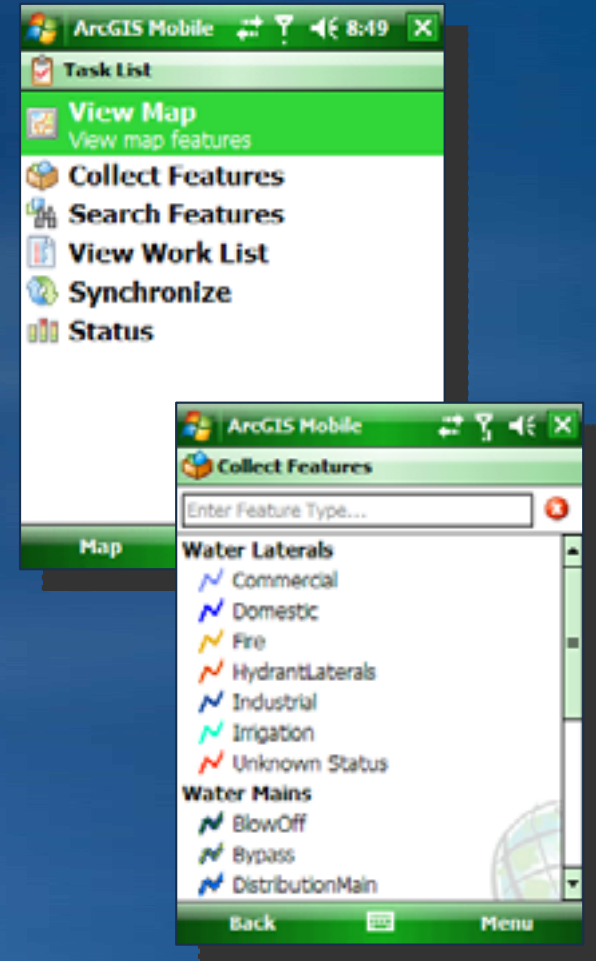 ArcGIS Mobile 8:49
Task List
View Map
View map features
Collect Features
Search Features
View Work List
Synchronize
Status
Map
ArcGIS Mobile
Collect Features
Enter Feature Type...
Water Laterals
Commercial
Domestic
Fire
HydrantLaterals
Industrial
Irrigation
Unknown Status
Water Mains
BlowOff
Bypass
DistributionMain
Back Menu